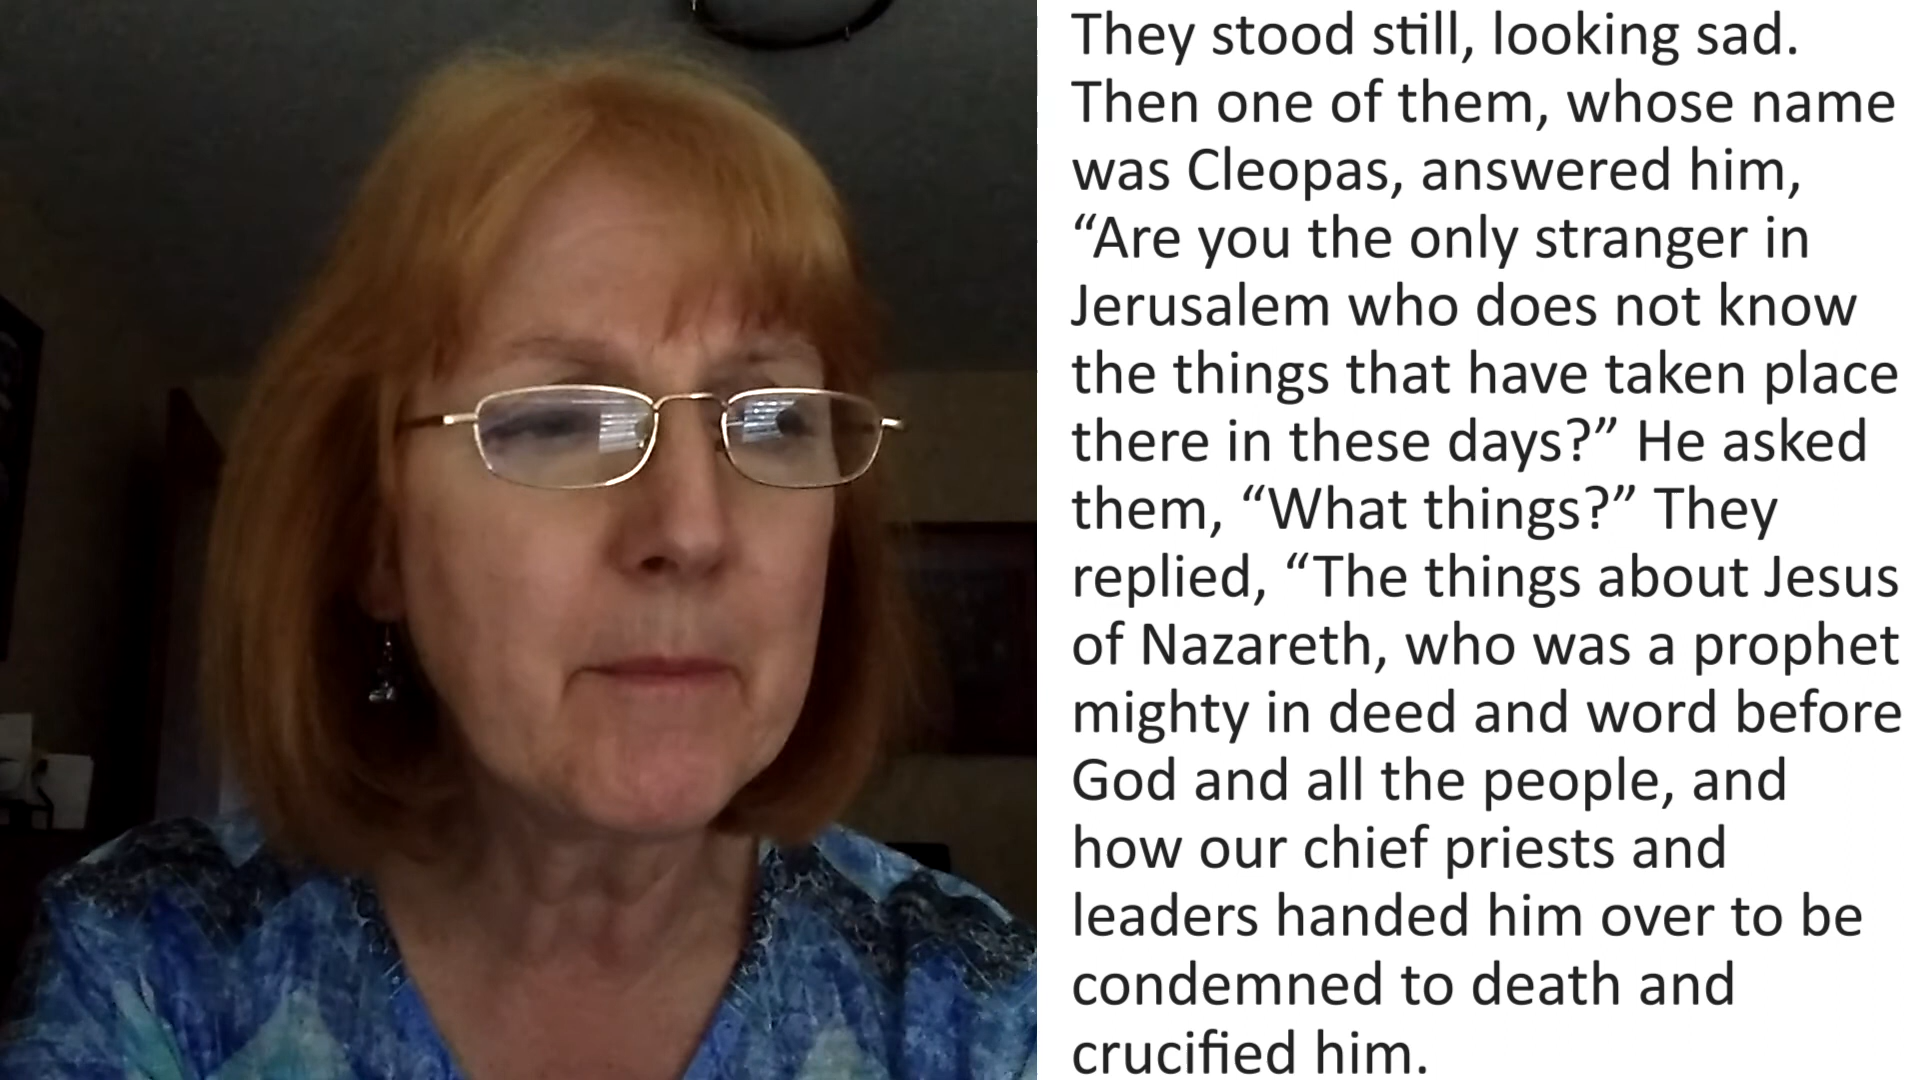 They stood still, looking sad.
Then one of them, whose name
was Cleopas, answered him,
“Are you the only stranger in
Jerusalem who does not know
the things that have taken place
there in these days?” He asked
them, “What things?” They
replied, “The things about Jesus
of Nazareth, who was a prophet
mighty in deed and word before
God and all the people, and
how our chief priests and
leaders handed him over to be
condemned to death and
crucified him.